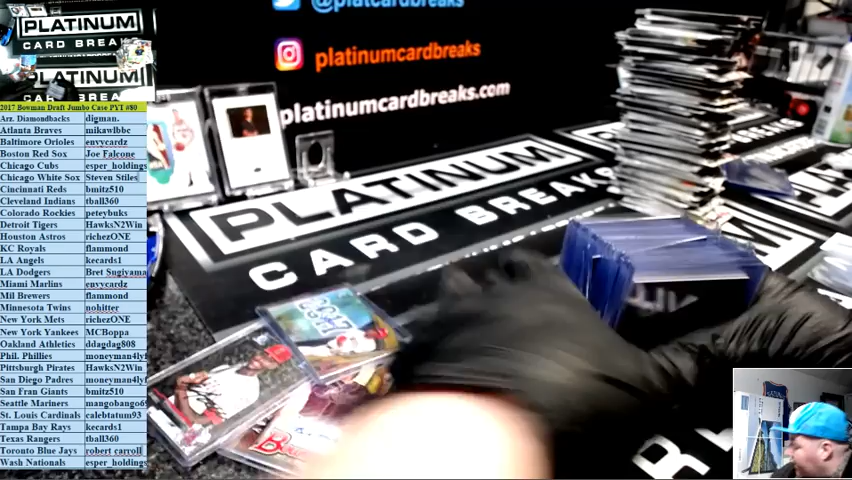 PLATINUM
CARD BREAKS
PLATINUM
CARD BREAKS
@platcardbreaks
platinumcardbreaks
platinumcardbreaks.com
2017 Bowman Draft Jumbo Case PYT #80
Arz. Diamondbacks digman.
Atlanta Braves mikawlbbc
Baltimore Orioles envycardz
Boston Red Sox Joe Falcone
Chicago Cubs esper_holdings
Chicago White Sox Steven Stiles
Cincinnati Reds bmitz510
Cleveland Indians tball360
Colorado Rockies peteybuks
Detroit Tigers HawksN2Win
Houston Astros richezONE
KC Royals flammond
LA Angels kecards1
LA Dodgers Bret Sugiyama
Miami Marlins envycardz
Mil Brewers flammond
Minnesota Twins nohitter
New York Mets richezONE
New York Yankees MCBoppa
Oakland Athletics ddagdag808
Phil. Phillies moneyman4lyf
Pittsburgh Pirates HawksN2Win
San Diego Padres moneyman4lyf
San Fran Giants bmitz510
Seattle Mariners mangobango69
St. Louis Cardinals calebtatum93
Tampa Bay Rays kecards1
Texas Rangers tball360
Toronto Blue Jays robert carroll
Wash Nationals esper_holdings
PLATINUM
CARD BREAKS